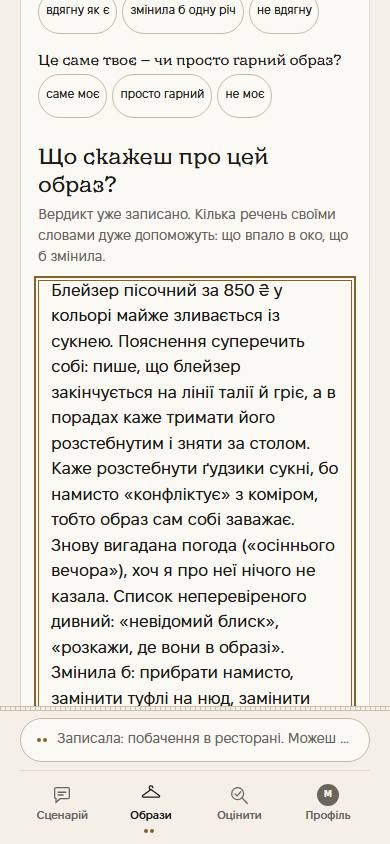 вдягну як є змінила б одну річ не вдягну
Це саме твоє — чи просто гарний образ?
саме моє просто гарний не моє
Що скажеш про цей
образ?
Вердикт уже записано. Кілька речень своїми
словами дуже допоможуть: що впало в око, що
б змінила.
Блейзер пісочний за 850 ₴ у
кольорі майже зливається із
сукнею. Пояснення суперечить
собі: пише, що блейзер
закінчується на лінії талії й гріє, а в
порадах каже тримати його
розстебнутим і зняти за столом.
Каже розстебнути ґудзики сукні, бо
намисто «конфліктує» з коміром,
тобто образ сам собі заважає.
Знову вигадана погода («осіннього
вечора»), хоч я про неї нічого не
казала. Список неперевіреного
дивний: «невідомий блиск»,
«розкажи, де вони в образі».
Змінила б: прибрати намисто,
замінити туфлі на нюд, замінити
Записала: побачення в ресторані. Можеш ...
Сценарій Образи Оцінити М Профіль